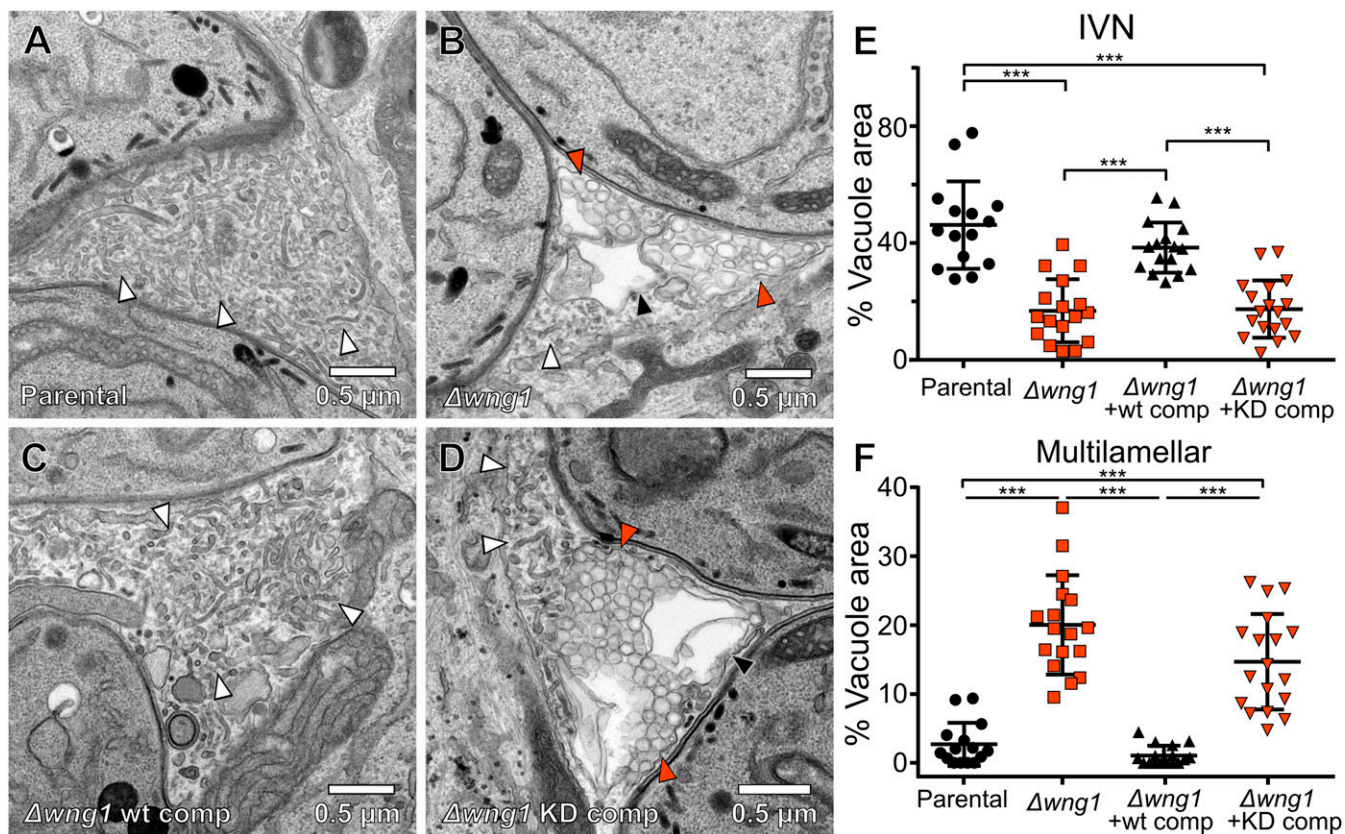 A
Parental
0.5 µm
B
Δwng1
0.5 µm
C
Δwng1 wt comp
0.5 µm
D
Δwng1 KD comp
0.5 µm
E
IVN
% Vacuole area
80
40
0
***
***
***
***
Parental
Δwng1
Δwng1
+wt comp
Δwng1
+KD comp
F
Multilamellar
% Vacuole area
40
30
20
10
0
***
***
***
***
Parental
Δwng1
Δwng1
+wt comp
Δwng1
+KD comp